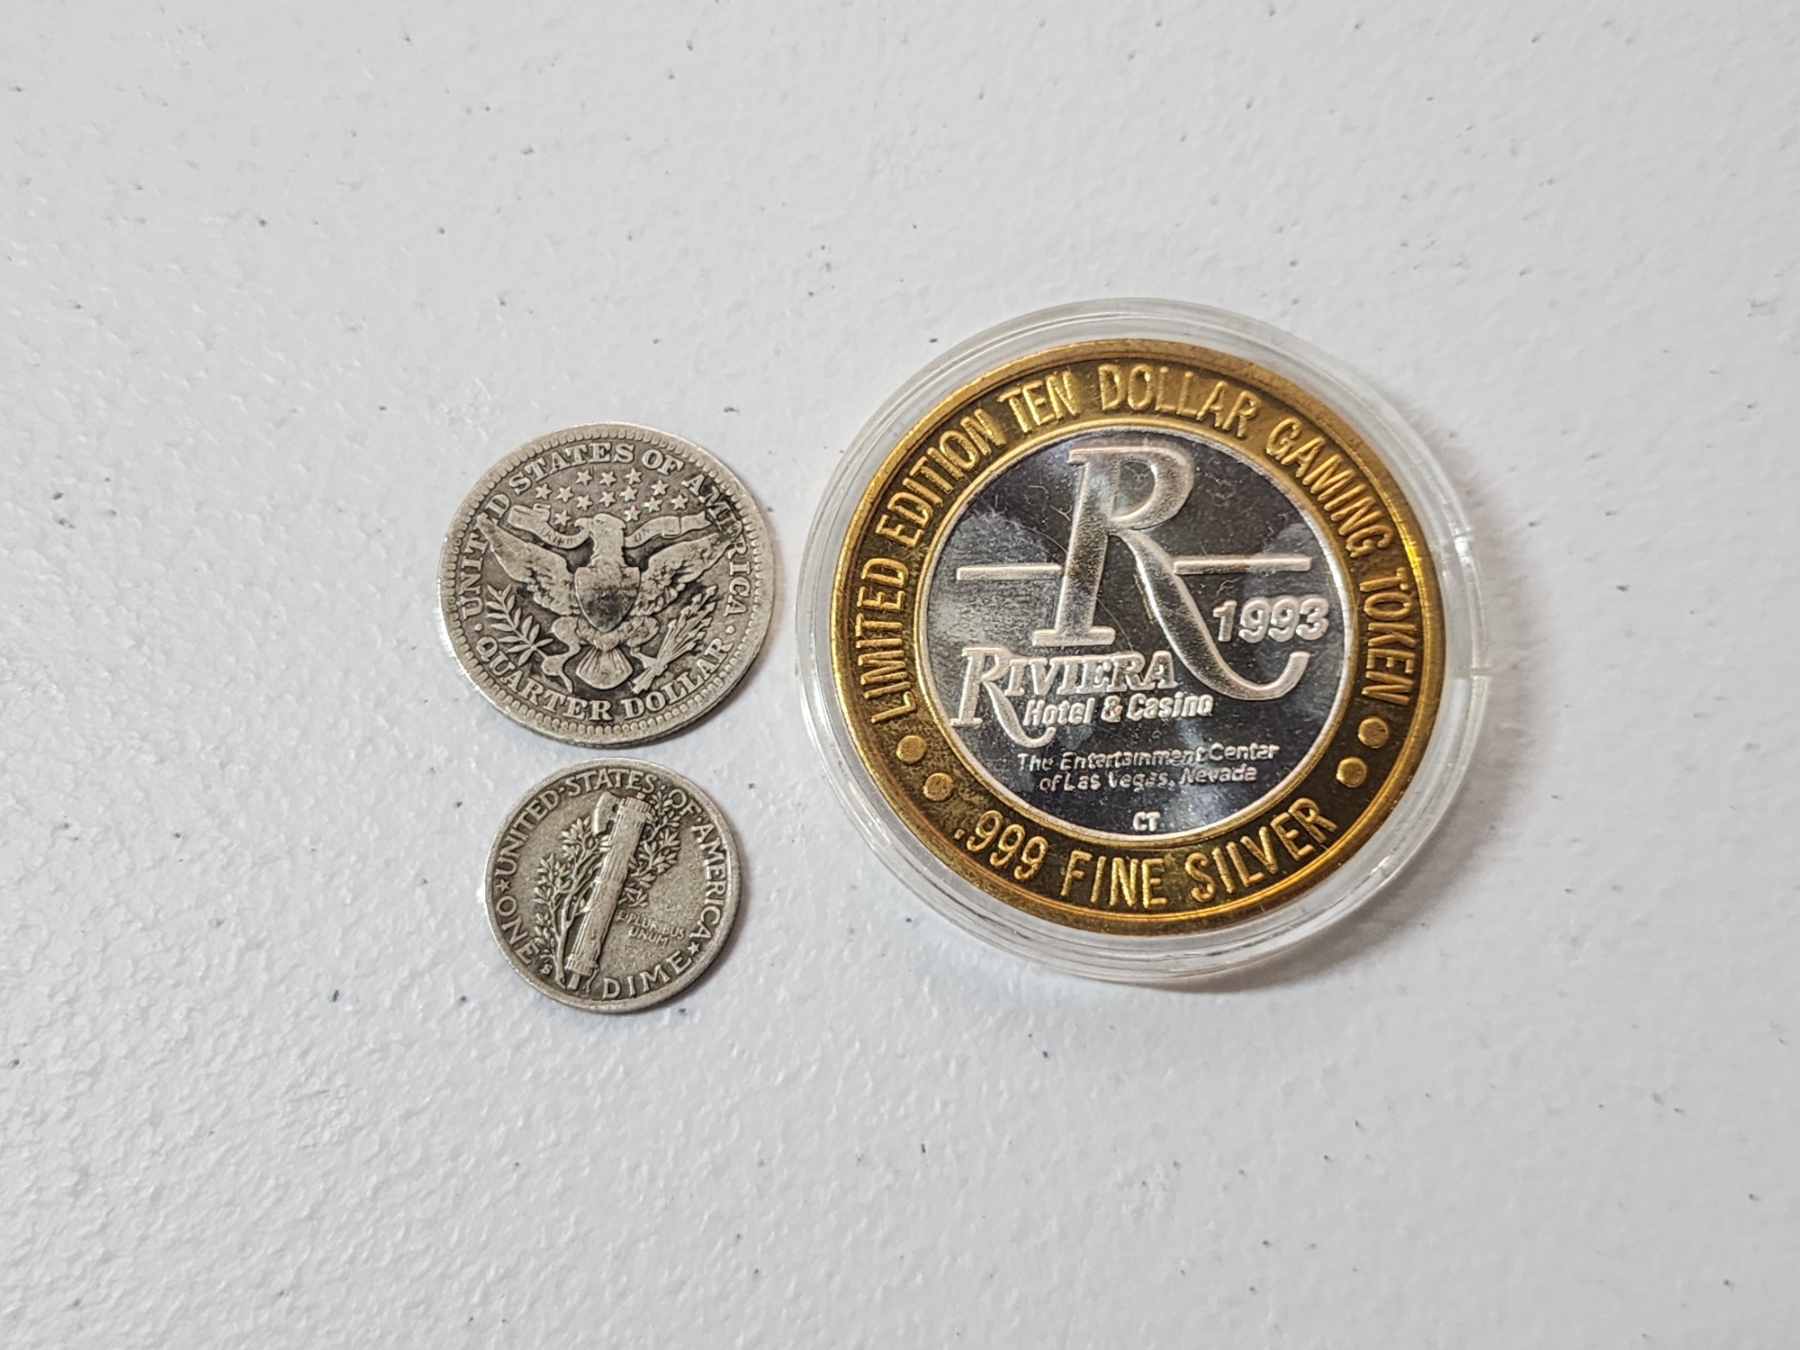 UNITED STATES OF AMERICA
QUARTER DOLLAR
UNITED·STATES·OF·AMERICA
E PLURIBUS
UNUM
ONE
S
DIME
LIMITED EDITION TEN DOLLAR GAMING TOKEN
R
1993
RIVIERA
Hotel & Casino
The Entertainment Center
of Las Vegas, Nevada
CT
.999 FINE SILVER